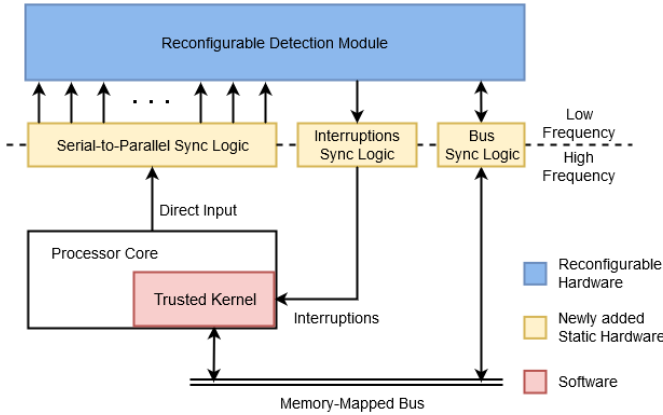 Reconfigurable Detection Module
. . .
Low
Frequency
Serial-to-Parallel Sync Logic
Interruptions
Sync Logic
Bus
Sync Logic
High
Frequency
Direct Input
Processor Core
Trusted Kernel
Interruptions
Memory-Mapped Bus
Reconfigurable
Hardware
Newly added
Static Hardware
Software